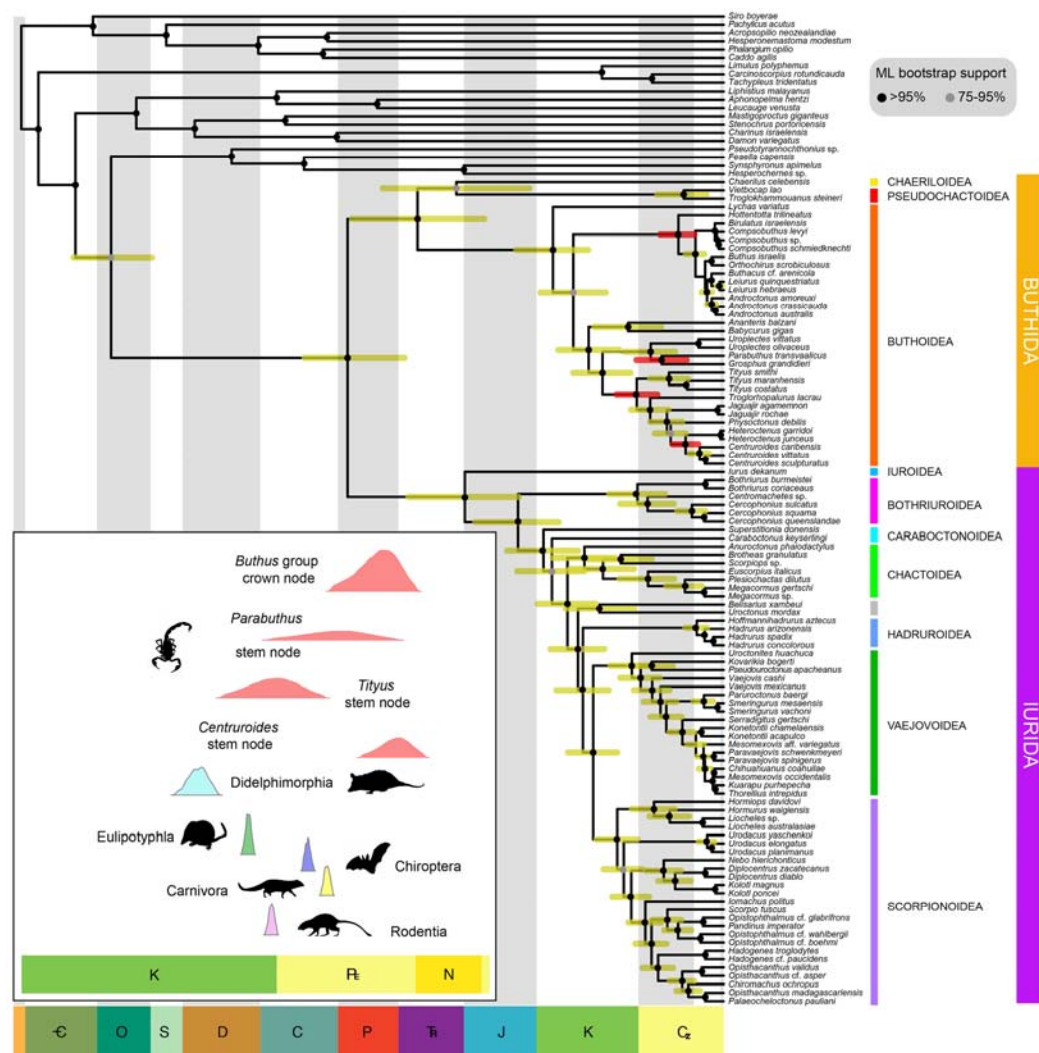 Siro boyerae
Pachylicus acutus
Acropsopilio neozealandiae
Hesperonemastoma modestum
Phalangium opilio
Caddo agilis
Limulus polyphemus
Carcinoscorpius rotundicauda
Tachypleus tridentatus
Liphistius malayanus
Aphonopelma hentzi
Leucauge venusta
Mastigoproctus giganteus
Stenochrus portoricensis
Charinus israelensis
Damon variegatus
Pseudotyrannochthonius sp.
Feaella capensis
Synsphyronus apimelus
Hesperochernes sp.
Chaerilus celebensis
Vietbocap lao
Troglokhammouanus steineri
Lychas variatus
Hottentotta trilineatus
Birulatus israelensis
Compsobuthus levyi
Compsobuthus sp.
Compsobuthus schmiedknechti
Buthus israelis
Orthochirus scrobiculosus
Buthacus cf. arenicola
Leiurus quinquestriatus
Leiurus hebraeus
Androctonus amoreuxi
Androctonus crassicauda
Androctonus australis
Ananteris balzani
Babycurus gigas
Uroplectes vittatus
Uroplectes olivaceus
Parabuthus transvaalicus
Grosphus grandidieri
Tityus smithi
Tityus maranhensis
Tityus costatus
Troglorhopalurus lacrau
Jaguajir agamemnon
Jaguajir rochae
Physoctonus debilis
Heteroctenus garridoi
Heteroctenus junceus
Centruroides caribensis
Centruroides vittatus
Centruroides sculpturatus
Iurus dekanum
Bothriurus burmeistei
Bothriurus coriaceaus
Centromachetes sp.
Cercophonius sulcatus
Cercophonius squama
Cercophonius queenslandae
Superstitionia donensis
Caraboctonus keyserlingi
Anuroctonus phaiodactylus
Brotheas granulatus
Scorpiops sp.
Euscorpius italicus
Plesiochactas dilutus
Megacormus gertschi
Megacormus sp.
Belisarius xambeui
Uroctonus mordax
Hoffmannihadrurus aztecus
Hadrurus arizonensis
Hadrurus spadix
Hadrurus concolorous
Uroctonites huachuca
Kovarikia bogerti
Pseudouroctonus apacheanus
Vaejovis cashi
Vaejovis mexicanus
Paruroctonus baergi
Smeringurus mesaensis
Smeringurus vachoni
Serradigitus gertschi
Konetontli chamelaensis
Konetontli acapulco
Mesomexovis aff. variegatus
Paravaejovis schwenkmeyeri
Paravaejovis spinigerus
Chihuahuanus coahuilae
Mesomexovis occidentalis
Kuarapu purhepecha
Thorellius intrepidus
Hormiops davidovi
Hormurus waigiensis
Liocheles sp.
Liocheles australasiae
Urodacus yaschenkoi
Urodacus elongatus
Urodacus planimanus
Nebo hierichonticus
Diplocentrus zacatecanus
Diplocentrus diablo
Kolotl magnus
Kolotl poncei
Iomachus politus
Scorpio fuscus
Opistophthalmus cf. glabrifrons
Pandinus imperator
Opistophthalmus cf. wahlbergii
Opistophthalmus cf. boehmi
Hadogenes troglodytes
Hadogenes cf. paucidens
Opisthacanthus validus
Opisthacanthus cf. asper
Chiromachus ochropus
Opisthacanthus madagascariensis
Palaeocheloctonus pauliani
ML bootstrap support
>95% 75-95%
CHAERILOIDEA
PSEUDOCHACTOIDEA
BUTHOIDEA
IUROIDEA
BOTHRIUROIDEA
CARABOCTONOIDEA
CHACTOIDEA
HADRUROIDEA
VAEJOVOIDEA
SCORPIONOIDEA
BUTHIDA
IURIDA
Buthus group
crown node
Parabuthus
stem node
Tityus
stem node
Centruroides
stem node
Didelphimorphia
Eulipotyphla
Chiroptera
Carnivora
Rodentia
K N
O S D C P J K